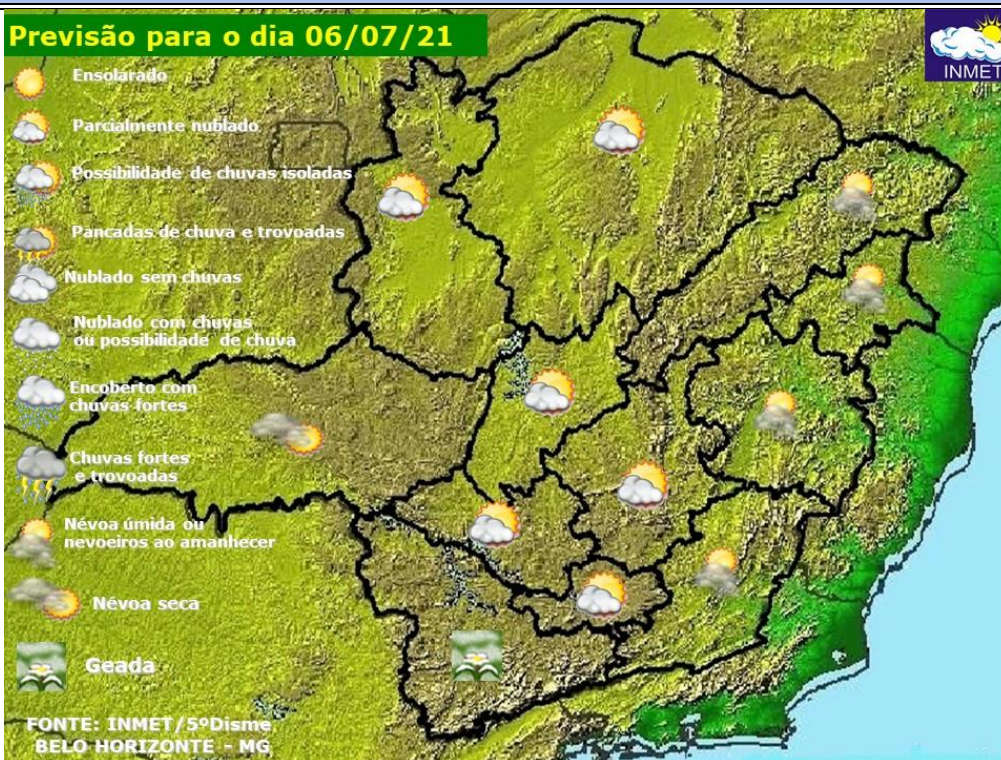 Previsão para o dia 06/07/21
INMET
Ensolarado
Parcialmente nublado
Possibilidade de chuvas isoladas
Pancadas de chuva e trovoadas
Nublado sem chuvas
Nublado com chuvas
ou possibilidade de chuva
Encoberto com
chuvas fortes
Chuvas fortes
e trovoadas
Névoa úmida ou
nevoeiros ao amanhecer
Névoa seca
Geada
FONTE: INMET/5ºDisme
BELO HORIZONTE - MG